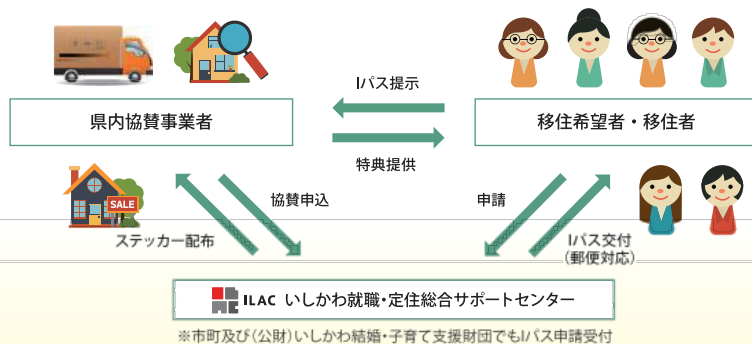 Iパス提示
県内協賛事業者
移住希望者・移住者
特典提供
SALE
協賛申込
申請
ステッカー配布
Iパス交付
(郵便対応)
ILAC いしかわ就職・定住総合サポートセンター
※市町及び(公財)いしかわ結婚・子育て支援財団でもIパス申請受付